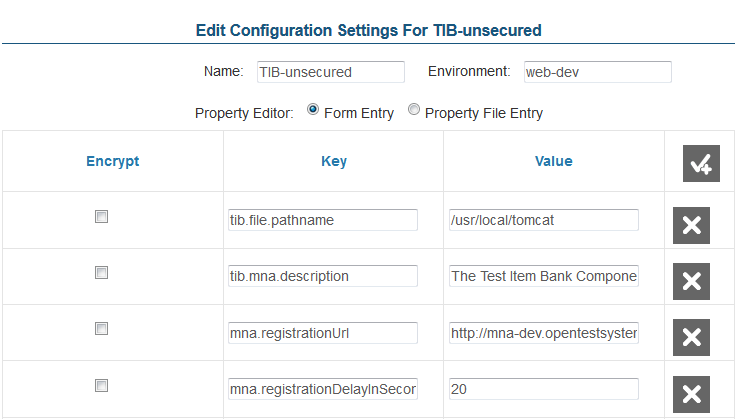 Edit Configuration Settings For TIB-unsecured
Name: TIB-unsecured Environment: web-dev
Property Editor: Form Entry Property File Entry
Encrypt Key Value
tib.file.pathname /usr/local/tomcat
tib.mna.description The Test Item Bank Compone
mna.registrationUrl http://mna-dev.opentestsyster
mna.registrationDelayInSecor 20